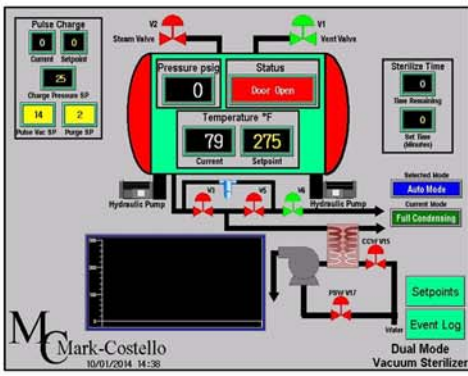 Pulse Charge
0 0
Current Setpoint
25
Charge Pressure SP
14 2
Pulse Vac. SP Purge SP
V2
Steam Valve
V1
Vent Valve
Pressure psig
0
Status
Door Open
Temperature °F
79 275
Current Setpoint
Sterilize Time
0
Time Remaining
0
Set Time
(Minutes)
Hydraulic Pump
V3
V5
V6
Hydraulic Pump
Selected Mode
Auto Mode
Current Mode
Full Condensing
CCW V15
PSW V17
Water
Setpoints
Event Log
MC Mark-Costello
10/01/2014 14:38
Dual Mode
Vacuum Sterilizer